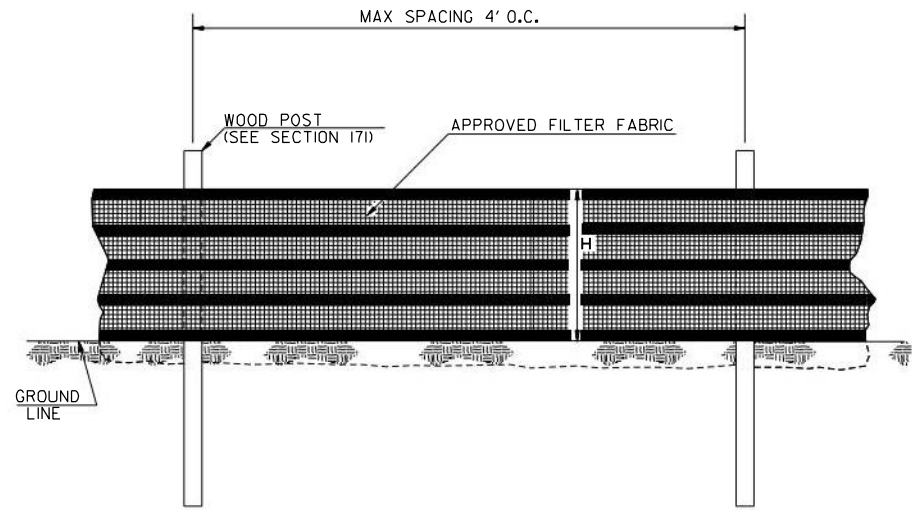 MAX SPACING 4' O.C.
WOOD POST
(SEE SECTION 171)
APPROVED FILTER FABRIC
H
GROUND
LINE